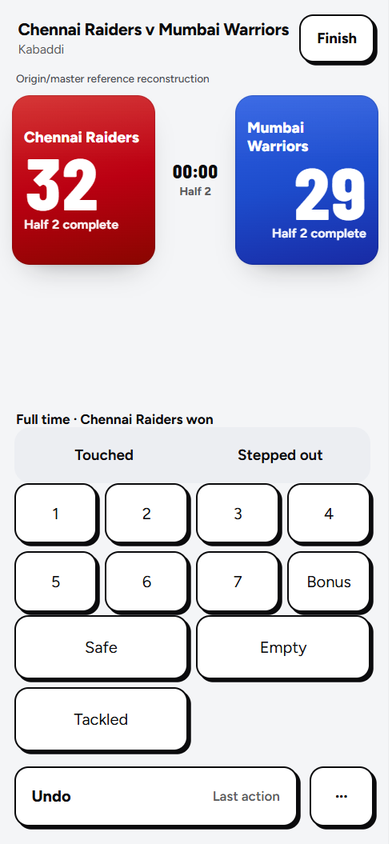 Chennai Raiders v Mumbai Warriors
Kabaddi
Finish
Origin/master reference reconstruction
Chennai Raiders
32
Half 2 complete
00:00
Half 2
Mumbai
Warriors
29
Half 2 complete
Full time · Chennai Raiders won
Touched
Stepped out
1
2
3
4
5
6
7
Bonus
Safe
Empty
Tackled
Undo
Last action
···